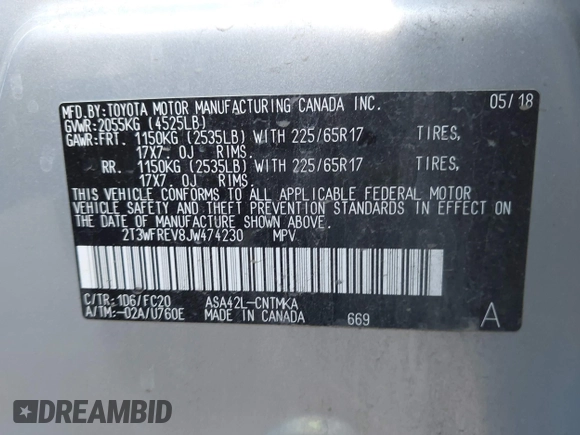 MFD.BY:TOYOTA MOTOR MANUFACTURING CANADA INC. 05/18
GVWR:2055KG (4525LB)
GAWR:FRT. 1150KG (2535LB) WITH 225/65R17 TIRES,
17X7. OJ RIMS.
RR. 1150KG (2535LB) WITH 225/65R17 TIRES,
17X7. OJ RIMS.
THIS VEHICLE CONFORMS TO ALL APPLICABLE FEDERAL MOTOR
VEHICLE SAFETY AND THEFT PREVENTION STANDARDS IN EFFECT ON
THE DATE OF MANUFACTURE SHOWN ABOVE.
2T3WFREV8JW474230 MPV
C/TR:1D6/FC20 ASA42L-CNTMKA
A/TM:-02A/U760E MADE IN CANADA 669 A
DREAMBID